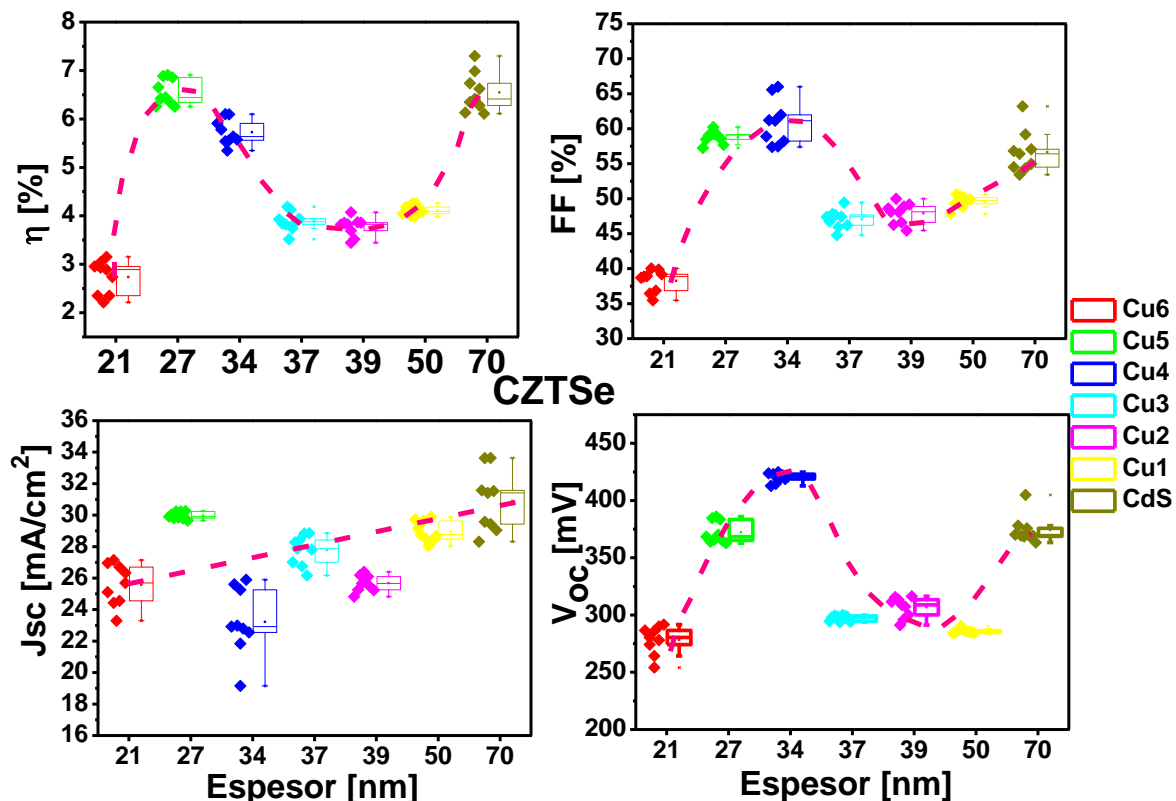 8
7
6
5
4
3
2
η [%]
21 27 34 37 39 50 70
70
65
60
55
50
45
40
35
30
FF [%]
21 27 34 37 39 50 70
CZTSe
Cu6
Cu5
Cu4
Cu3
Cu2
Cu1
CdS
36
34
32
30
28
26
24
22
20
18
16
Jsc [mA/cm²]
21 27 34 37 39 50 70
Espesor [nm]
450
400
350
300
250
200
Voc [mV]
21 27 34 37 39 50 70
Espesor [nm]